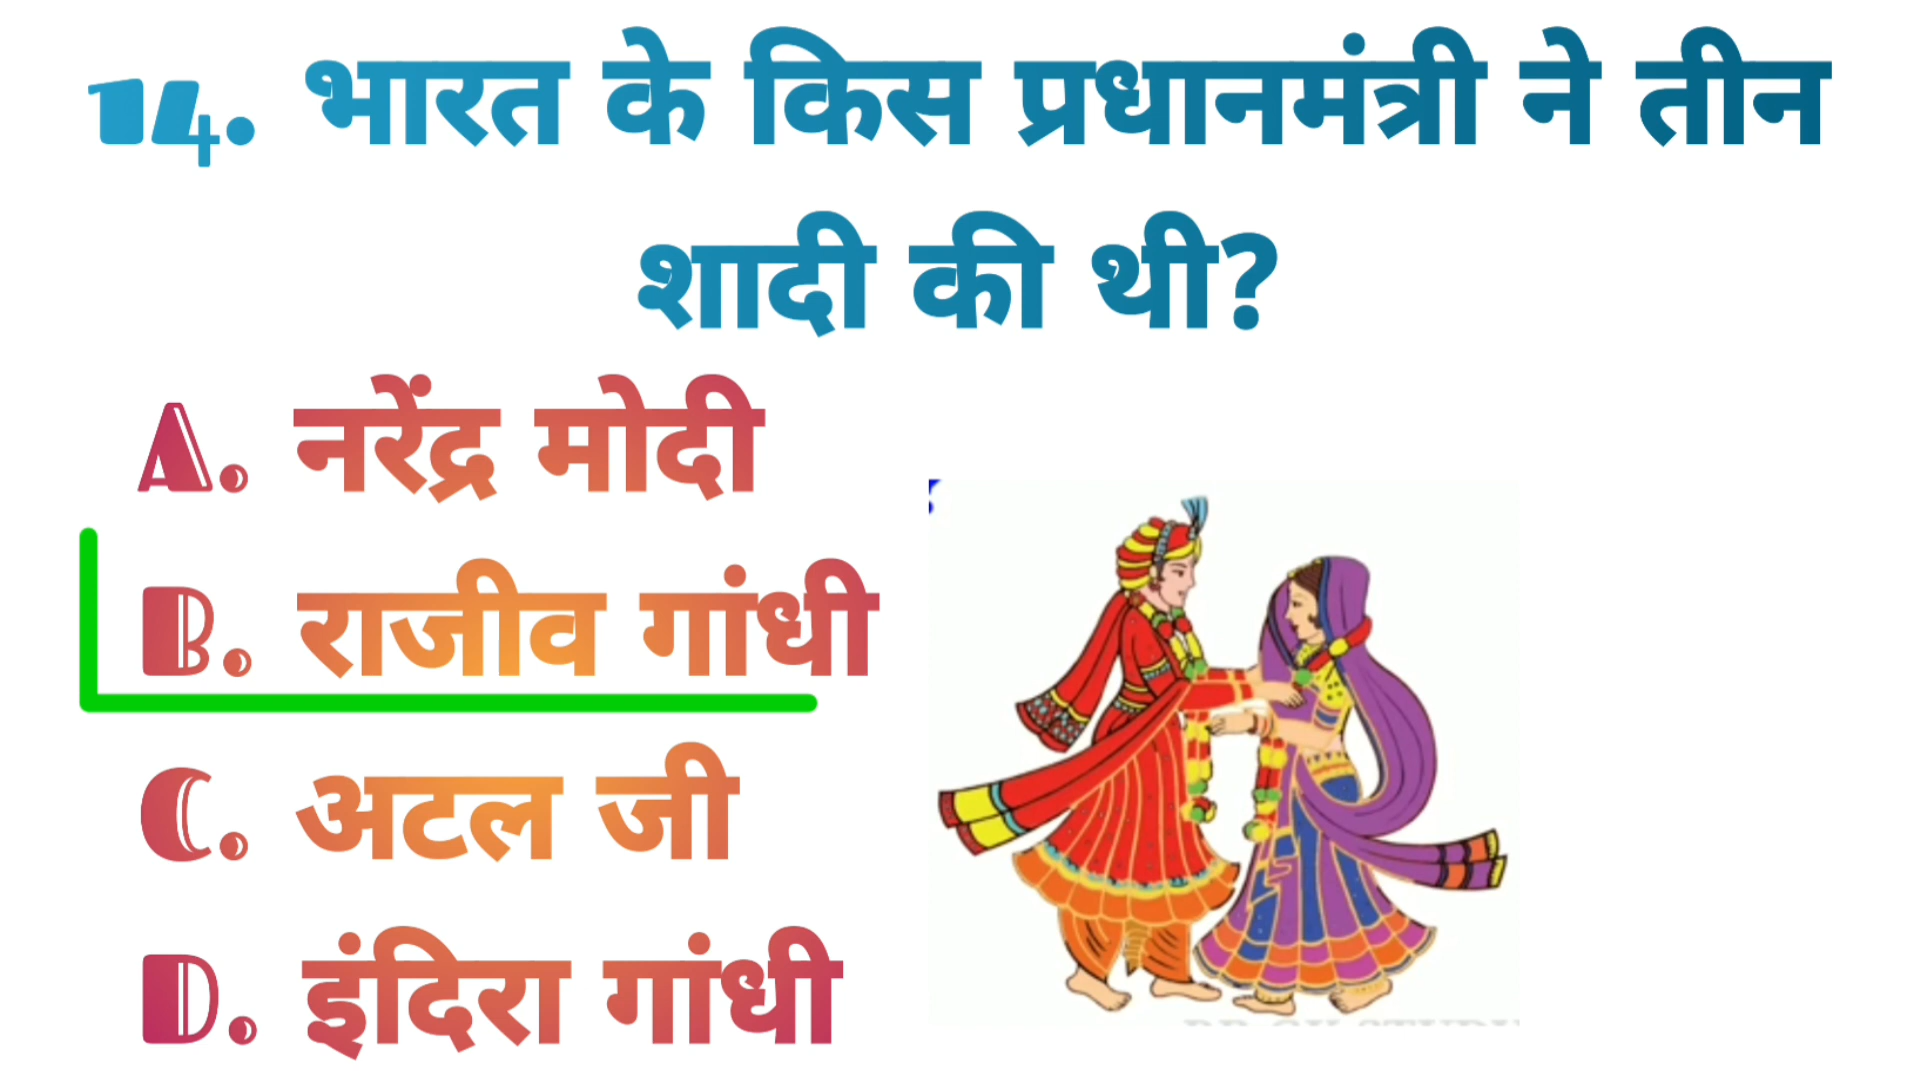 14. भारत के किस प्रधानमंत्री ने तीन
शादी की थी?
A. नरेंद्र मोदी
B. राजीव गांधी
C. अटल जी
D. इंदिरा गांधी